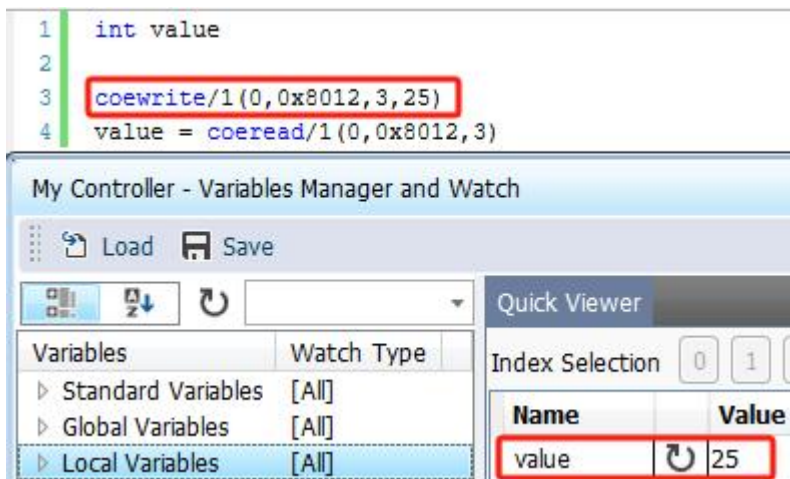 1 int value
2
3 coewrite/1(0,0x8012,3,25)
4 value = coeread/1(0,0x8012,3)
My Controller - Variables Manager and Watch
Load Save
Quick Viewer
Variables Watch Type
Index Selection 0 1
Standard Variables [All]
Name Value
Global Variables [All]
Local Variables [All]
value 25